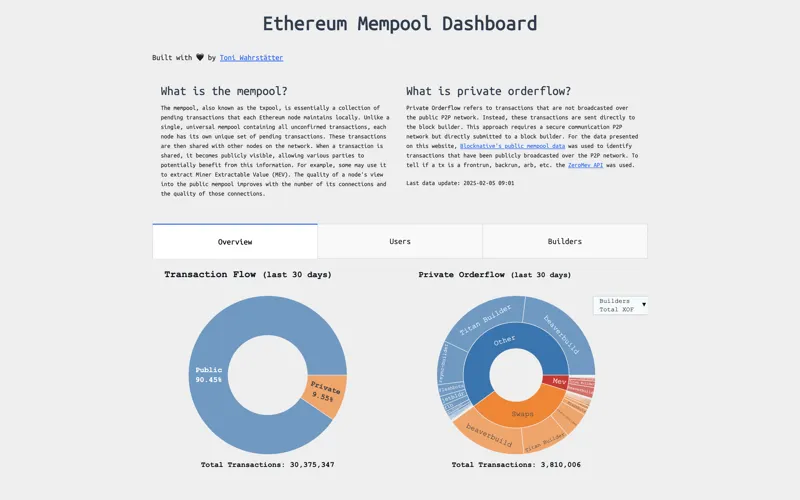 Ethereum Mempool Dashboard
Built with 🖤 by Toni Wahrstätter
What is the mempool?
The mempool, also known as the txpool, is essentially a collection of
pending transactions that each Ethereum node maintains locally. Unlike a
single, universal mempool containing all unconfirmed transactions, each
node has its own unique set of pending transactions. These transactions
are then shared with other nodes on the network. When a transaction is
shared, it becomes publicly visible, allowing various parties to
potentially benefit from this information. For example, some may use it
to extract Miner Extractable Value (MEV). The quality of a node's view
into the public mempool improves with the number of its connections and
the quality of those connections.
What is private orderflow?
Private Orderflow refers to transactions that are not broadcasted over
the public P2P network. Instead, these transactions are sent directly to
the block builder. This approach requires a secure communication P2P
network but directly submitted to a block builder. For the data presented
on this website, Blocknative's public mempool data was used to identify
transactions that have been publicly broadcasted over the P2P network. To
tell if a tx is a frontrun, backrun, arb, etc. the ZeroMev API was used.
Last data update: 2025-02-05 09:01
Overview
Users
Builders
Transaction Flow (last 30 days)
Public
90.45%
Private
9.55%
Total Transactions: 30,375,347
Private Orderflow (last 30 days)
Builders
Total XOF
Titan Builder
beaverbuild
Other
Mev
Swaps
beaverbuild
Titan Builder
Total Transactions: 3,810,006